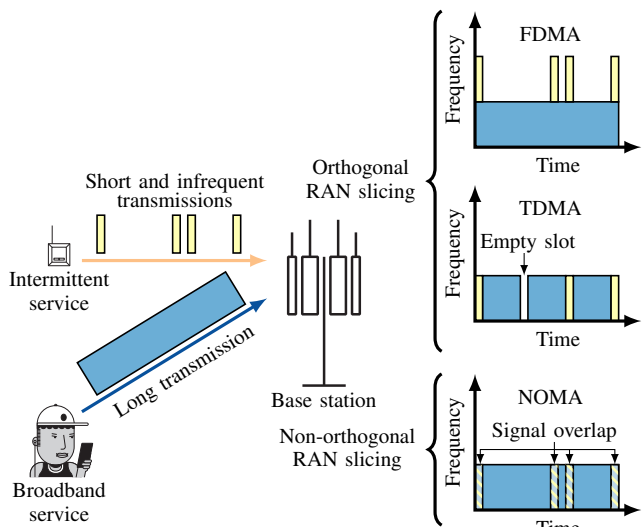 FDMA
Frequency
Time
Orthogonal
RAN slicing
Short and infrequent
transmissions
Intermittent
service
TDMA
Empty slot
Frequency
Time
Long transmission
Base station
Non-orthogonal
RAN slicing
NOMA
Signal overlap
Frequency
Time
Broadband
service